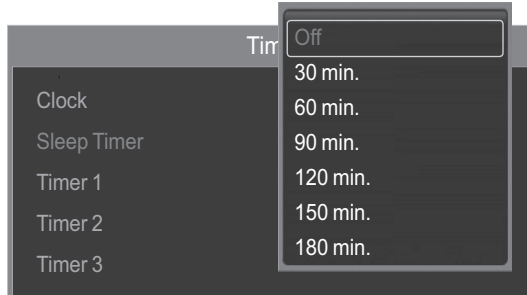 Tim
Clock
Sleep Timer
Timer 1
Timer 2
Timer 3
Off
30 min.
60 min.
90 min.
120 min.
150 min.
180 min.